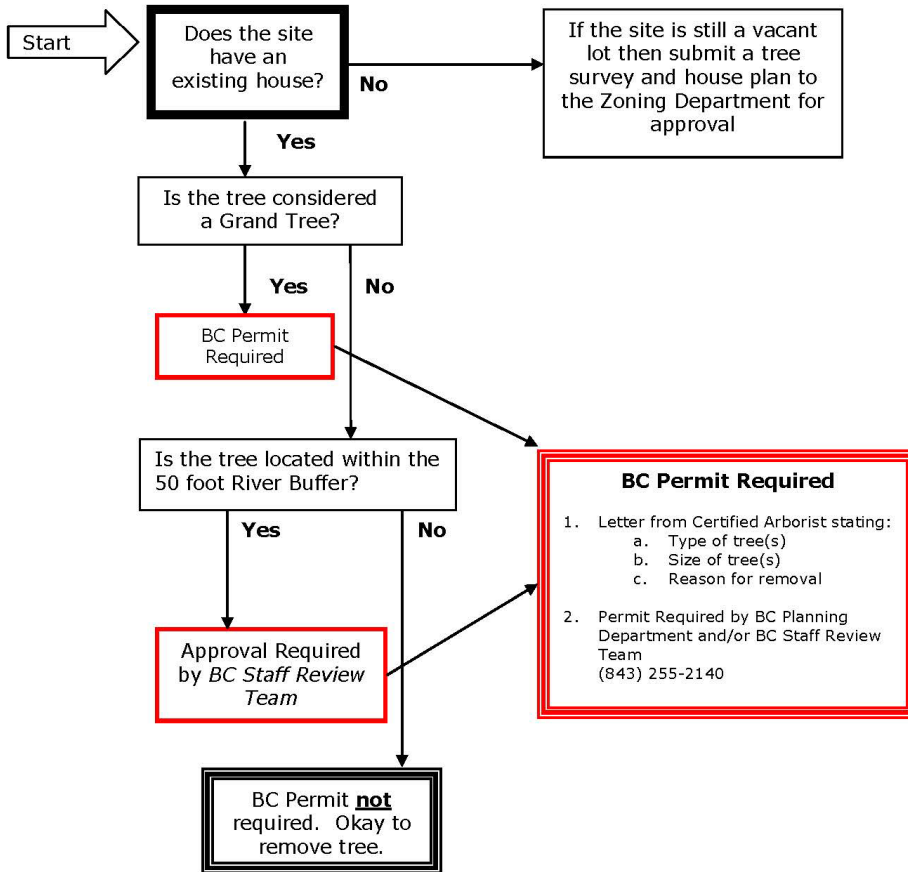 Start
Does the site
have an
existing house?
No
If the site is still a vacant
lot then submit a tree
survey and house plan to
the Zoning Department for
approval
Yes
Is the tree considered
a Grand Tree?
Yes
No
BC Permit
Required
Is the tree located within the
50 foot River Buffer?
Yes
No
Approval Required
by BC Staff Review
Team
BC Permit Required
1. Letter from Certified Arborist stating:
a. Type of tree(s)
b. Size of tree(s)
c. Reason for removal
2. Permit Required by BC Planning
Department and/or BC Staff Review
Team
(843) 255-2140
BC Permit not
required. Okay to
remove tree.